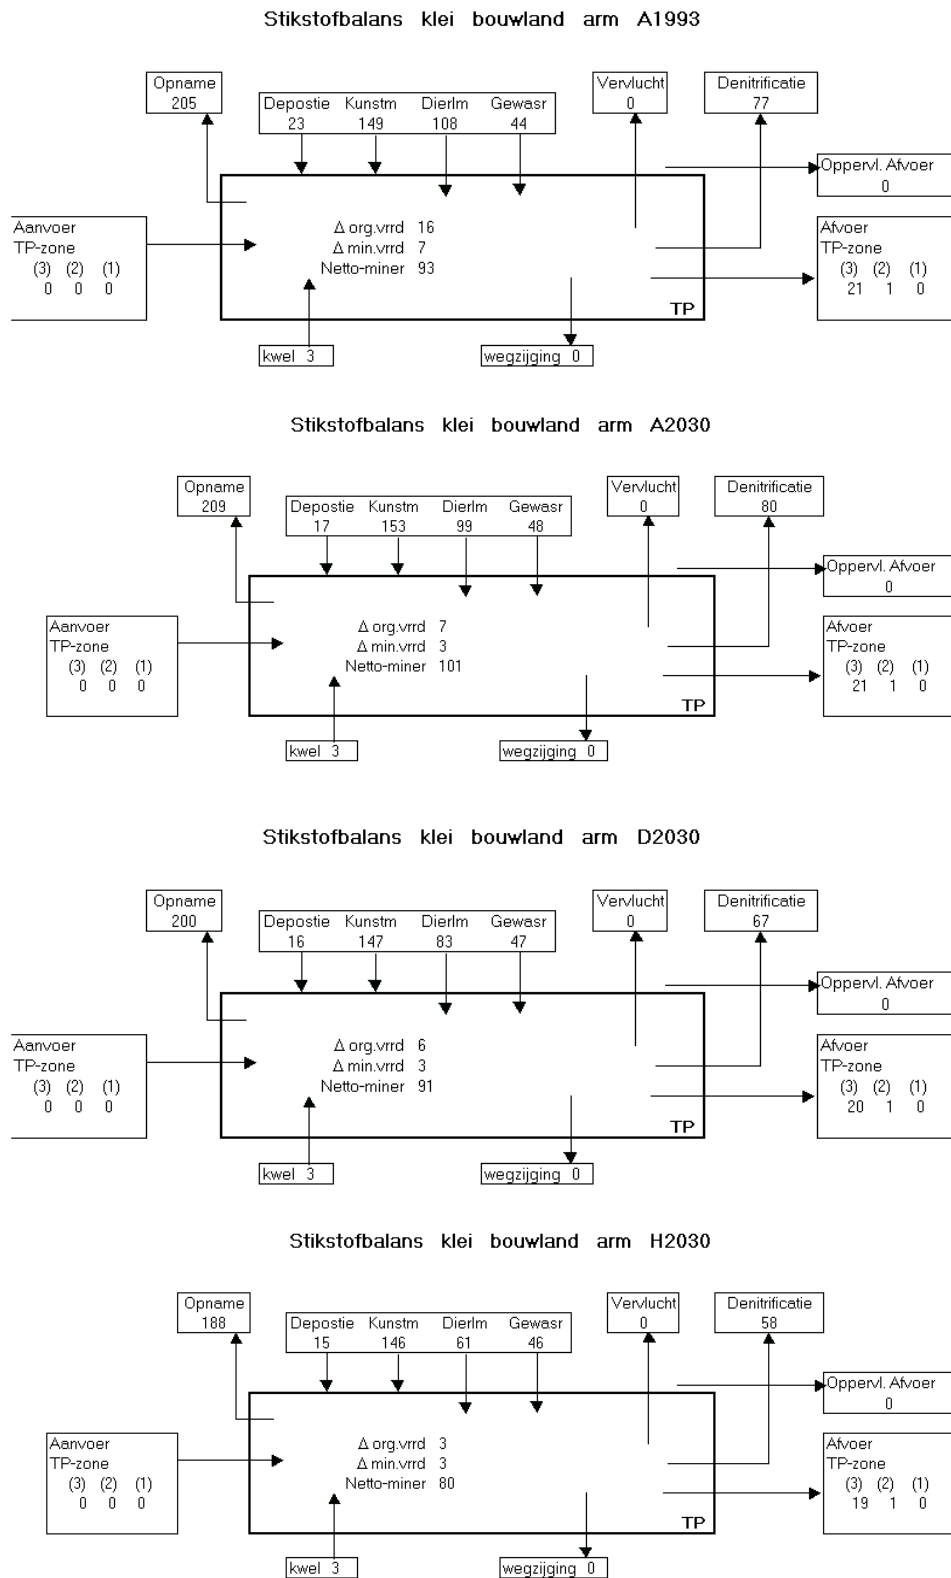 Stikstofbalans klei bouwland arm A1993
Opname
205
Depostie Kunstm Dierlm Gewasr
23 149 108 44
Vervlucht
0
Denitrificatie
77
Oppervl. Afvoer
0
Aanvoer
TP-zone
(3) (2) (1)
0 0 0
Δ org.vrrd 16
Δ min.vrrd 7
Netto-miner 93
Afvoer
TP-zone
(3) (2) (1)
21 1 0
TP
kwel 3
wegzijging 0
Stikstofbalans klei bouwland arm A2030
Opname
209
Depostie Kunstm Dierlm Gewasr
17 153 99 48
Vervlucht
0
Denitrificatie
80
Oppervl. Afvoer
0
Aanvoer
TP-zone
(3) (2) (1)
0 0 0
Δ org.vrrd 7
Δ min.vrrd 3
Netto-miner 101
Afvoer
TP-zone
(3) (2) (1)
21 1 0
TP
kwel 3
wegzijging 0
Stikstofbalans klei bouwland arm D2030
Opname
200
Depostie Kunstm Dierlm Gewasr
16 147 83 47
Vervlucht
0
Denitrificatie
67
Oppervl. Afvoer
0
Aanvoer
TP-zone
(3) (2) (1)
0 0 0
Δ org.vrrd 6
Δ min.vrrd 3
Netto-miner 91
Afvoer
TP-zone
(3) (2) (1)
20 1 0
TP
kwel 3
wegzijging 0
Stikstofbalans klei bouwland arm H2030
Opname
188
Depostie Kunstm Dierlm Gewasr
15 146 61 46
Vervlucht
0
Denitrificatie
58
Oppervl. Afvoer
0
Aanvoer
TP-zone
(3) (2) (1)
0 0 0
Δ org.vrrd 3
Δ min.vrrd 3
Netto-miner 80
Afvoer
TP-zone
(3) (2) (1)
19 1 0
TP
kwel 3
wegzijging 0